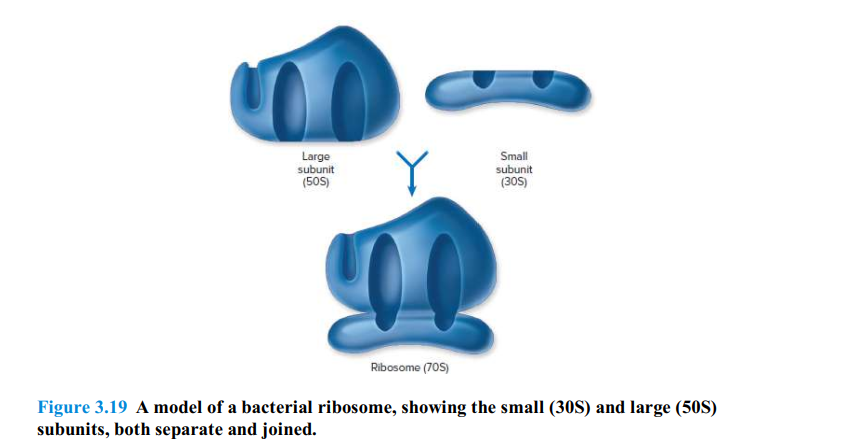 Large
subunit
(50S)
Small
subunit
(30S)
Ribosome (70S)
Figure 3.19 A model of a bacterial ribosome, showing the small (30S) and large (50S)
subunits, both separate and joined.